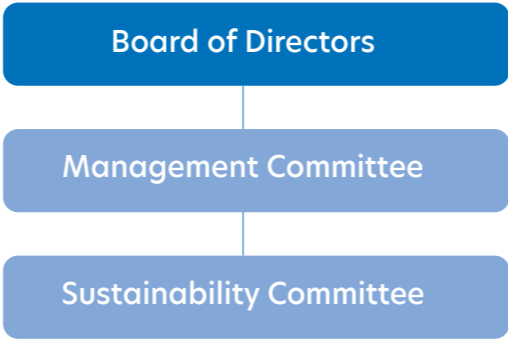 Board of Directors
Management Committee
Sustainability Committee